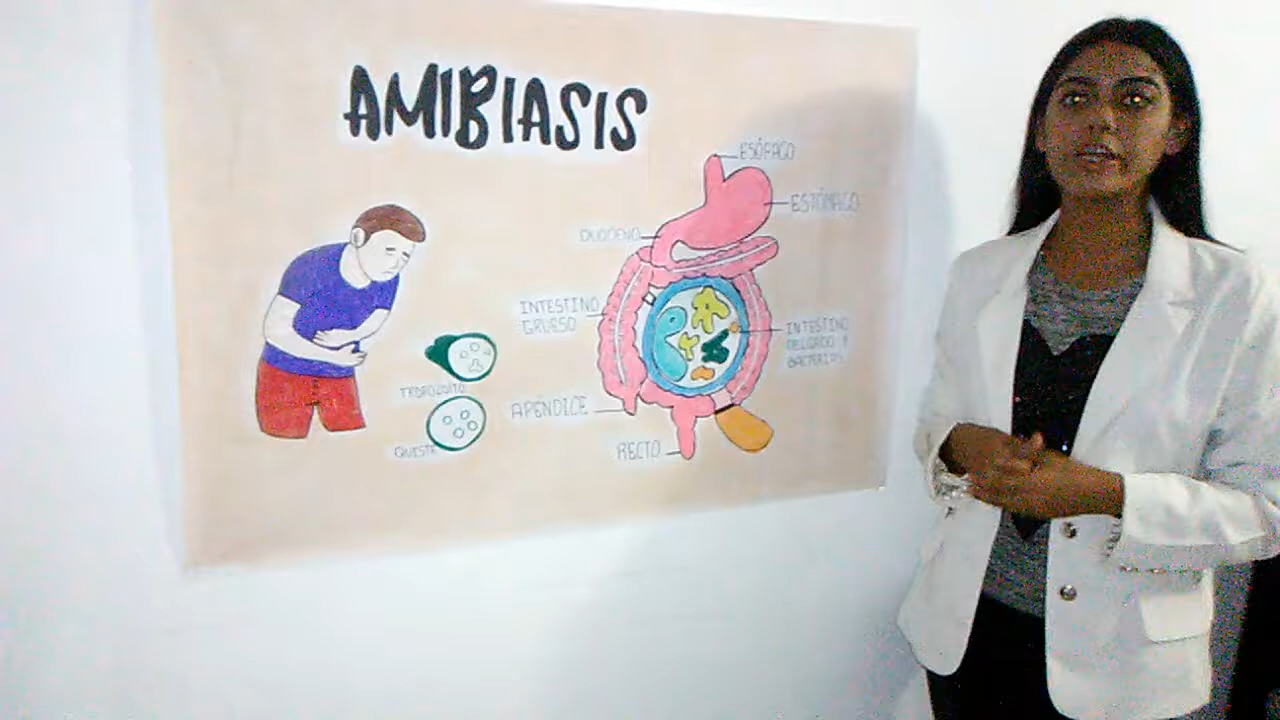 AMIBIASIS
ESÓFAGO
ESTÓMAGO
DUODENO
INTESTINO
GRUESO
INTESTINO
DELGADO Y
BACTERIAS
TROFOZOITO
APÉNDICE
QUISTE
RECTO